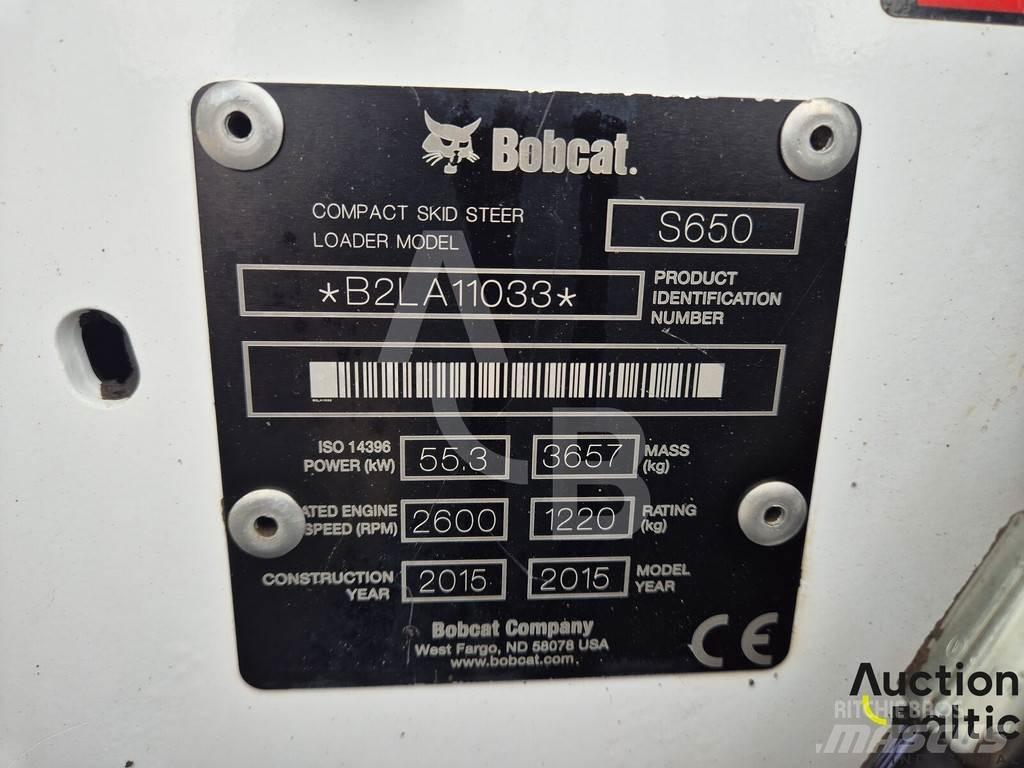 Bobcat.
COMPACT SKID STEER
LOADER MODEL
S650
*B2LA11033*
PRODUCT
IDENTIFICATION
NUMBER
ISO 14396
POWER (kW)
55.3
3657
MASS
(kg)
ATED ENGINE
SPEED (RPM)
2600
1220
RATING
(kg)
CONSTRUCTION
YEAR
2015
2015
MODEL
YEAR
Bobcat Company
West Fargo, ND 58078 USA
www.bobcat.com
CE
AB
Auction
Baltic
RITCHIE BROS
MASCUS